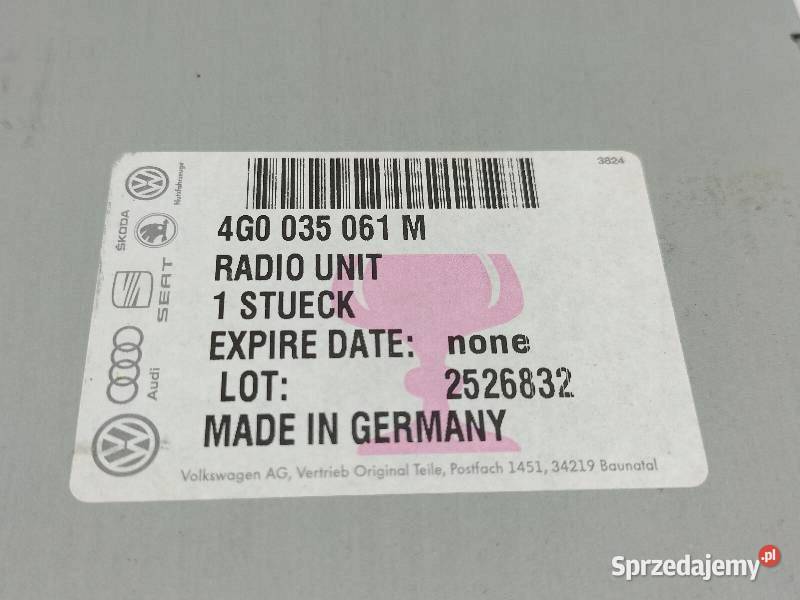 3824
Nutzfahrzeuge
ŠKODA
SEAT
Audi
4G0 035 061 M
RADIO UNIT
1 STUECK
EXPIRE DATE: none
LOT: 2526832
MADE IN GERMANY
Volkswagen AG, Vertrieb Original Teile, Postfach 1451, 34219 Baunatal
Sprzedajemy.pl